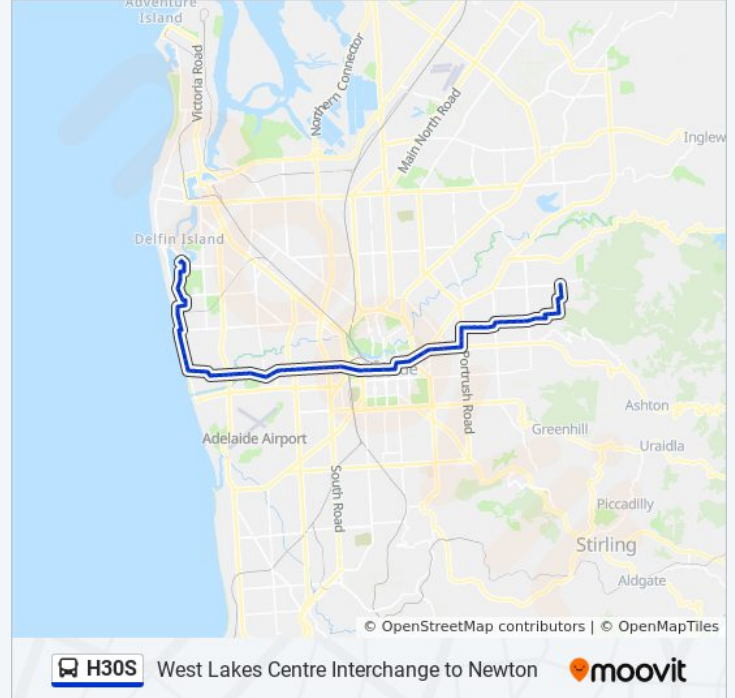 Adventure
Island
Victoria Road
Northern Connector
Main North Road
Inglew
Delfin Island
de
Portrush Road
Ashton
Greenhill
Adelaide Airport
Uraidla
South Road
Piccadilly
Stirling
Aldgate
© OpenStreetMap contributors | © OpenMapTiles
H30S West Lakes Centre Interchange to Newton moovit